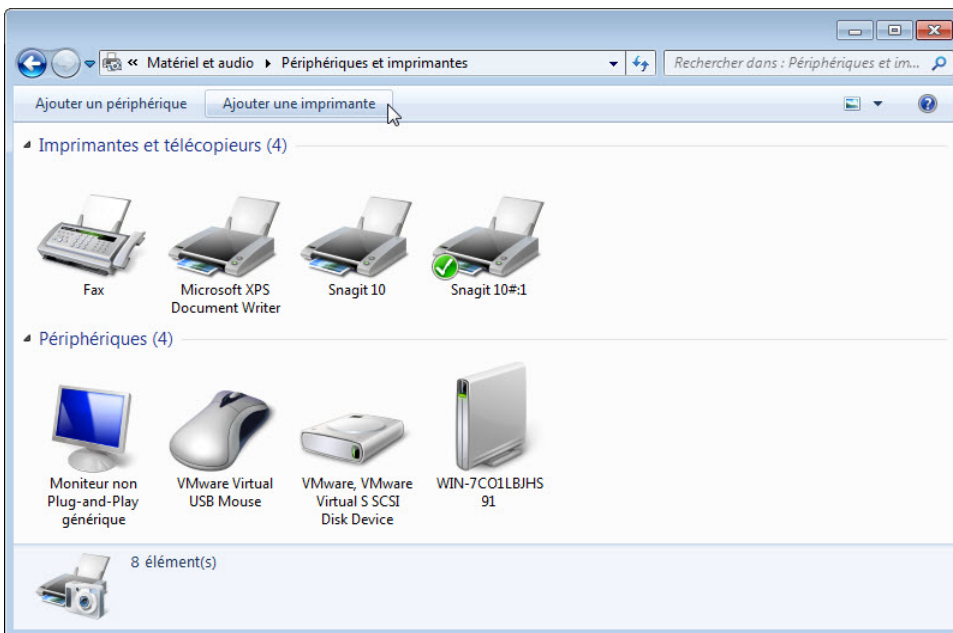 « Matériel et audio ▸ Périphériques et imprimantes
Rechercher dans : Périphériques et im...
Ajouter un périphérique
Ajouter une imprimante
Imprimantes et télécopieurs (4)
Fax
Microsoft XPS
Document Writer
Snagit 10
Snagit 10#:1
Périphériques (4)
Moniteur non
Plug-and-Play
générique
VMware Virtual
USB Mouse
VMware, VMware
Virtual S SCSI
Disk Device
WIN-7CO1LBJHS
91
8 élément(s)